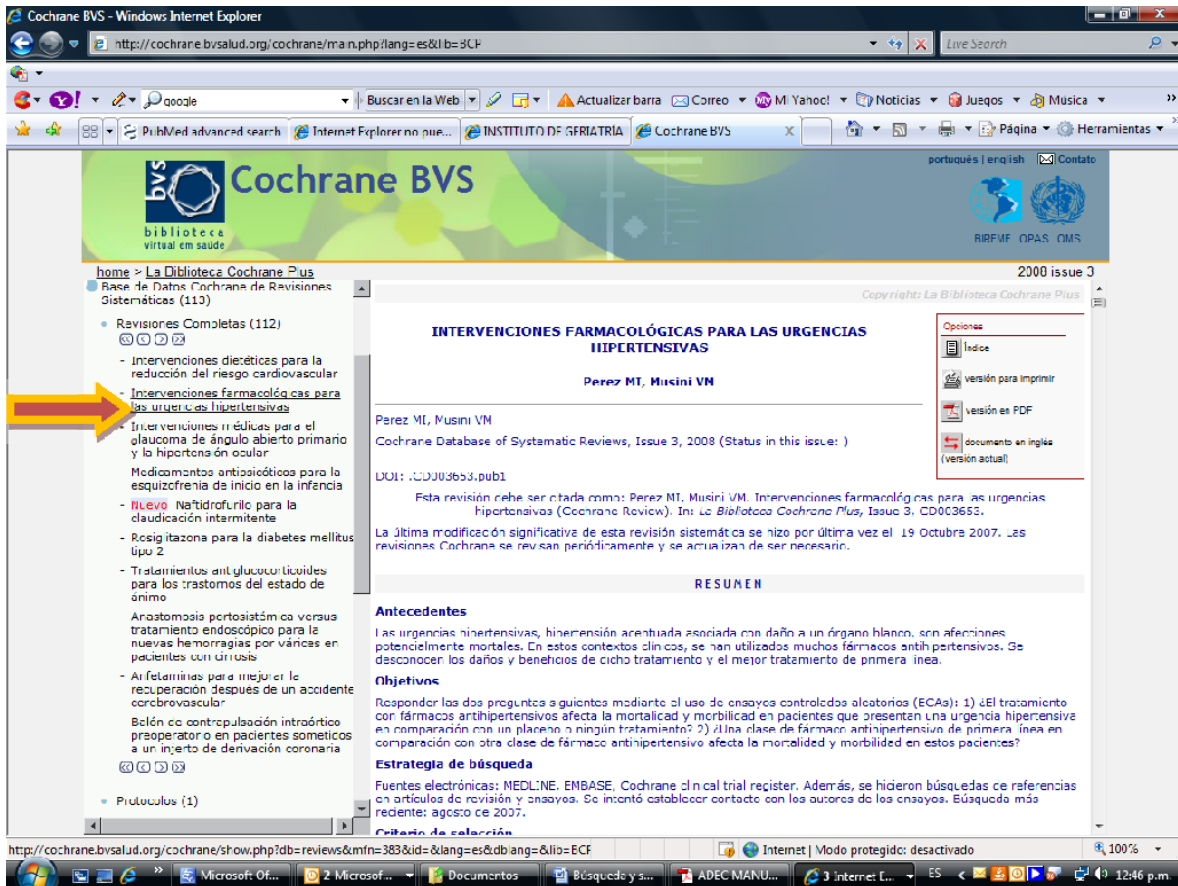 Cochrane BVS - Windows Internet Explorer
http://cochrane.bvsalud.org/cochrane/main.php?lang=es&lib=BCP
Live Search
google
Buscar en la Web
Actualizar barra
Correo
Mi Yahoo!
Noticias
Juegos
Música
PubMed advanced search
Internet Explorer no pue...
INSTITUTO DE GERIATRÍA
Cochrane BVS
Página
Herramientas
bvs
biblioteca
virtual em saúde
Cochrane BVS
português | english
Contato
BIREME OPAS OMS
home > La Biblioteca Cochrane Plus
2008 issue 3
Base de Datos Cochrane de Revisiones
Sistemáticas (113)
Revisiones Completas (112)
- Intervenciones dietéticas para la
reducción del riesgo cardiovascular
- Intervenciones farmacológicas para
las urgencias hipertensivas
- Intervenciones médicas para el
glaucoma de ángulo abierto primario
y la hipertensión ocular
Medicamentos antipsicóticos para la
esquizofrenia de inicio en la infancia
- Nuevo Naftidrofurilo para la
claudicación intermitente
- Rosiglitazona para la diabetes mellitus
tipo 2
- Tratamientos antiglucocorticoides
para los trastornos del estado de
ánimo
Anastomosis portosistémica versus
tratamiento endoscópico para la
nuevas hemorragias por várices en
pacientes con cirrosis
- Anfetaminas para mejorar la
recuperación después de un accidente
cerebrovascular
Balón de contrapulsación intraórtico
preoperatorio en pacientes sometidos
a un injerto de derivación coronaria
Protocolos (1)
Copyright: La Biblioteca Cochrane Plus
INTERVENCIONES FARMACOLÓGICAS PARA LAS URGENCIAS
HIPERTENSIVAS
Perez MI, Musini VM
Opciones
Índice
versión para imprimir
versión en PDF
documento en inglés
(versión actual)
Perez MI, Musini VM
Cochrane Database of Systematic Reviews, Issue 3, 2008 (Status in this issue: )
DOI: .CD003653.pub1
Esta revisión debe ser citada como: Perez MI, Musini VM. Intervenciones farmacológicas para las urgencias
hipertensivas (Cochrane Review). In: La Biblioteca Cochrane Plus, Issue 3, CD003653.
La última modificación significativa de esta revisión sistemática se hizo por última vez el 19 Octubre 2007. Las
revisiones Cochrane se revisan periódicamente y se actualizan de ser necesario.
RESUMEN
Antecedentes
Las urgencias hipertensivas, hipertensión acentuada asociada con daño a un órgano blanco, son afecciones
potencialmente mortales. En estos contextos clínicos, se han utilizados muchos fármacos antihipertensivos. Se
desconocen los daños y beneficios de dicho tratamiento y el mejor tratamiento de primera línea.
Objetivos
Responder las dos preguntas siguientes mediante el uso de ensayos controlados aleatorios (ECAs): 1) ¿El tratamiento
con fármacos antihipertensivos afecta la mortalidad y morbilidad en pacientes que presentan una urgencia hipertensiva
en comparación con un placebo o ningún tratamiento? 2) ¿Una clase de fármaco antihipertensivo de primera línea en
comparación con otra clase de fármaco antihipertensivo afecta la mortalidad y morbilidad en estos pacientes?
Estrategia de búsqueda
Fuentes electrónicas: MEDLINE, EMBASE, Cochrane clinical trial register. Además, se hicieron búsquedas de referencias
en artículos de revisión y ensayos. Se intentó establecer contacto con los autores de los ensayos. Búsqueda más
reciente: agosto de 2007.
Criterio de selección
http://cochrane.bvsalud.org/cochrane/show.php?db=reviews&mfn=383&id=&lang=es&dblang=&lib=BCP
Internet | Modo protegido: desactivado
100%
Microsoft Of...
2 Microsof...
Documentos
Búsqueda y s...
ADEC MANU...
3 Internet E...
ES
12:46 p.m.